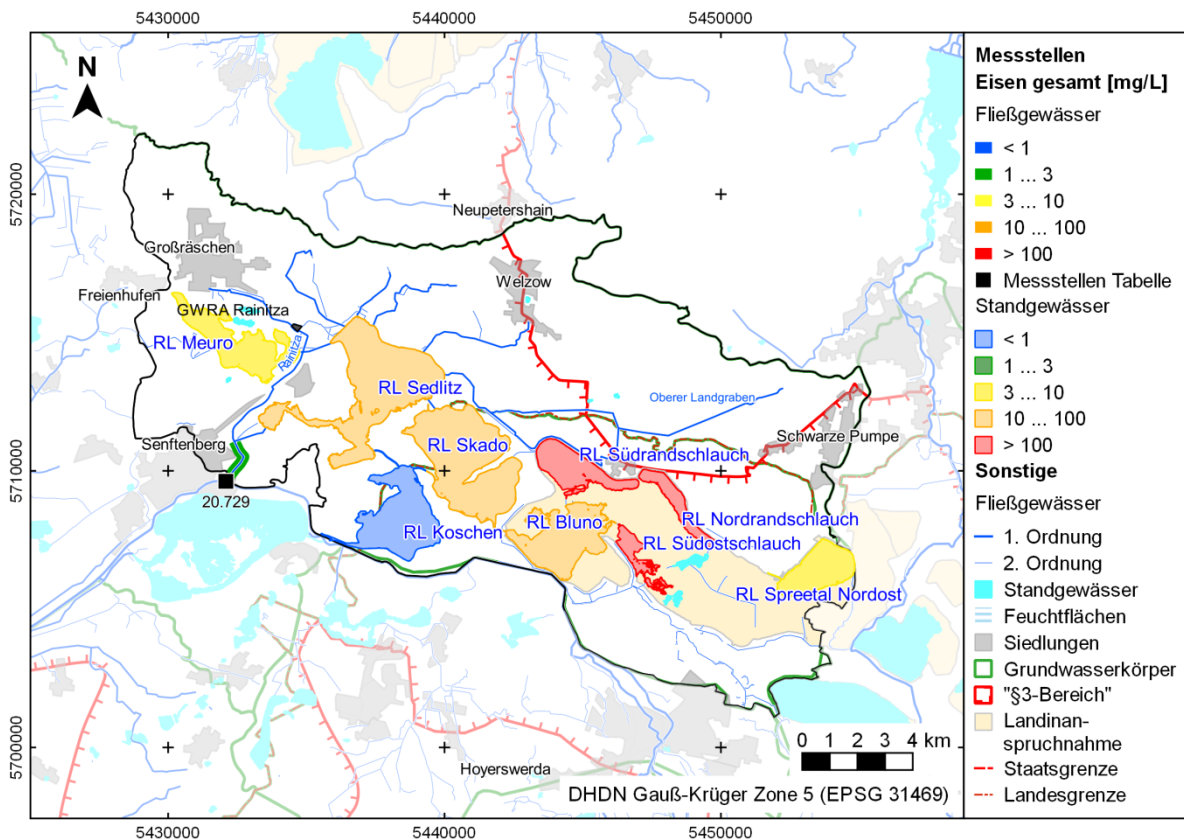 5430000
5440000
5450000
5720000
5710000
5700000
N
Neupetershain
Großräschen
Welzow
Freienhufen
GWRA Rainitza
RL Meuro
Rainitza
RL Sedlitz
Oberer Landgraben
Senftenberg
RL Skado
Schwarze Pumpe
RL Südrandschlauch
20.729
RL Koschen
RL Bluno
RL Nordrandschlauch
RL Südostschlauch
RL Spreetal Nordost
Hoyerswerda
0 1 2 3 4 km
DHDN Gauß-Krüger Zone 5 (EPSG 31469)
5430000
5440000
5450000
Messstellen
Eisen gesamt [mg/L]
Fließgewässer
< 1
1 ... 3
3 ... 10
10 ... 100
> 100
Messstellen Tabelle
Standgewässer
< 1
1 ... 3
3 ... 10
10 ... 100
> 100
Sonstige
Fließgewässer
1. Ordnung
2. Ordnung
Standgewässer
Feuchtflächen
Siedlungen
Grundwasserkörper
"§3-Bereich"
Landinan-
spruchnahme
Staatsgrenze
Landesgrenze